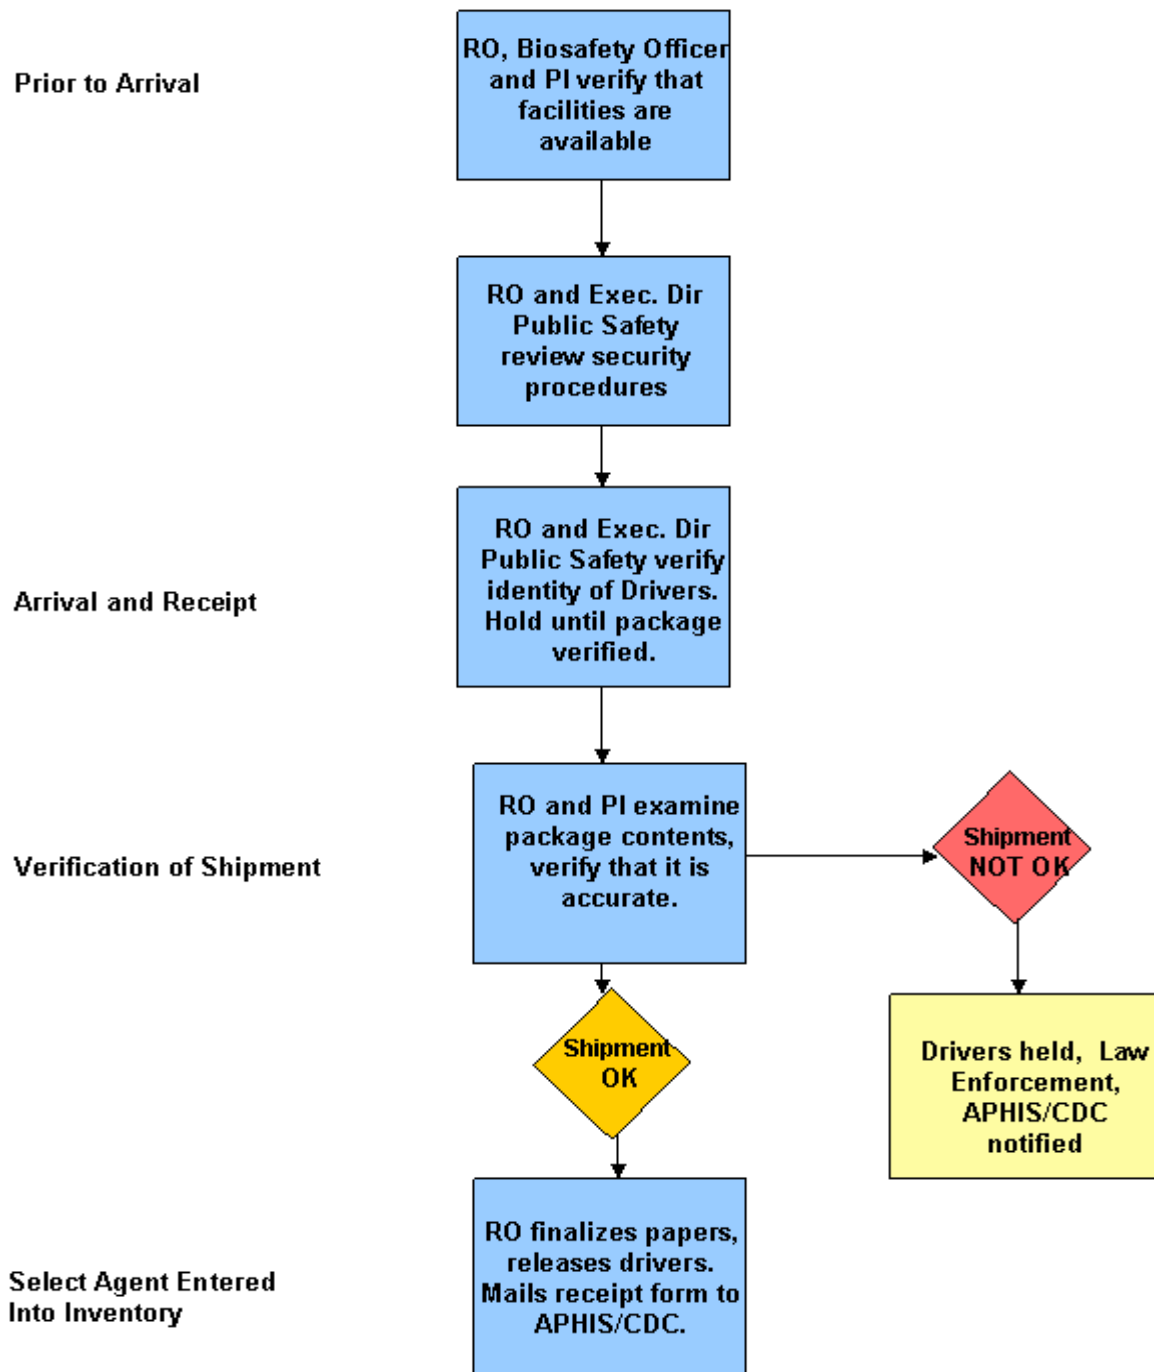 Prior to Arrival
RO, Biosafety Officer
and PI verify that
facilities are
available
RO and Exec. Dir
Public Safety
review security
procedures
Arrival and Receipt
RO and Exec. Dir
Public Safety verify
identity of Drivers.
Hold until package
verified.
Verification of Shipment
RO and PI examine
package contents,
verify that it is
accurate.
Shipment
NOT OK
Shipment
OK
Drivers held, Law
Enforcement,
APHIS/CDC
notified
Select Agent Entered
Into Inventory
RO finalizes papers,
releases drivers.
Mails receipt form to
APHIS/CDC.